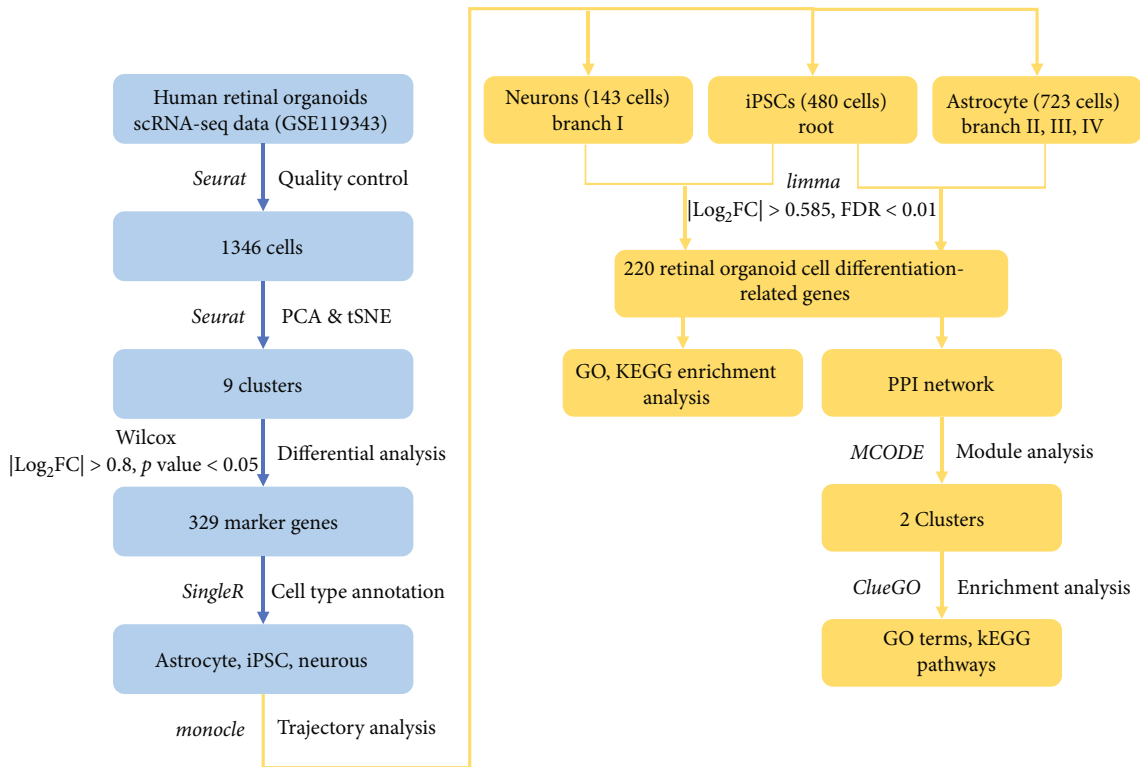 Human retinal organoids
scRNA-seq data (GSE119343)
Seurat Quality control
1346 cells
Seurat PCA & tSNE
9 clusters
Wilcox
|Log₂FC| > 0.8, p value < 0.05
Differential analysis
329 marker genes
SingleR Cell type annotation
Astrocyte, iPSC, neurous
monocle Trajectory analysis
Neurons (143 cells)
branch I
iPSCs (480 cells)
root
Astrocyte (723 cells)
branch II, III, IV
limma
|Log₂FC| > 0.585, FDR < 0.01
220 retinal organoid cell differentiation-
related genes
GO, KEGG enrichment
analysis
PPI network
MCODE Module analysis
2 Clusters
ClueGO Enrichment analysis
GO terms, kEGG
pathways